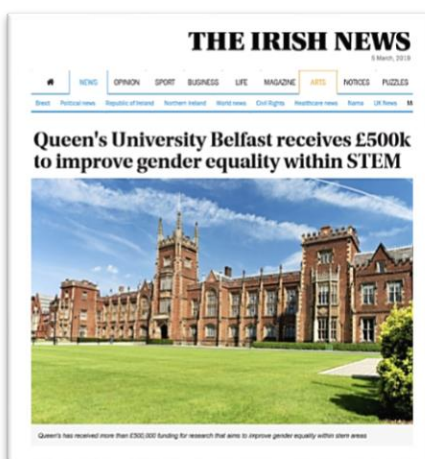 THE IRISH NEWS
5 March, 2019
NEWS OPINION SPORT BUSINESS LIFE MAGAZINE ARTS NOTICES PUZZLES
Brexit Political news Republic of Ireland Northern Ireland World news Civil Rights Healthcare news Nama UK News
Queen's University Belfast receives £500k
to improve gender equality within STEM
Queen's has received more than £500,000 funding for research that aims to improve gender equality within stem areas